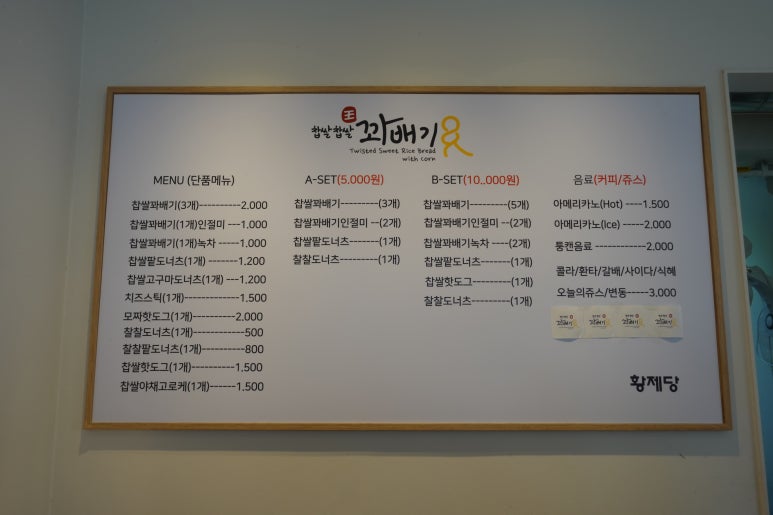 王
찹쌀찹쌀 꽈배기
Twisted Sweet Rice Bread
with corn
MENU (단품메뉴)
찹쌀꽈배기(3개)----------2.000
찹쌀꽈배기(1개)인절미 ---1.000
찹쌀꽈배기(1개)녹차 -----1.000
찹쌀팥도너츠(1개) -------1.200
찹쌀고구마도너츠(1개) ---1.200
치즈스틱(1개)------------1.500
모짜핫도그(1개)----------2.000
찰찰도너츠(1개)------------500
찰찰팥도너츠(1개)----------800
찹쌀핫도그(1개)----------1.500
찹쌀야채고로케(1개)------1.500
A-SET(5.000원)
찹쌀꽈배기---------(3개)
찹쌀꽈배기인절미 --(2개)
찹쌀팥도너츠-------(1개)
찰찰도너츠---------(1개)
B-SET(10..000원)
찹쌀꽈배기---------(5개)
찹쌀꽈배기인절미 --(2개)
찹쌀꽈배기녹차 ----(2개)
찹쌀팥도너츠-------(1개)
찹쌀핫도그---------(1개)
찰찰도너츠---------(1개)
음료(커피/쥬스)
아메리카노(Hot) ----1.500
아메리카노(Ice) -----2,000
통캔음료 ------------2,000
콜라/환타/갈배/사이다/식혜
오늘의쥬스/변동-----3,000
꽈배기 꽈배기 꽈배기 꽈배기
황제당